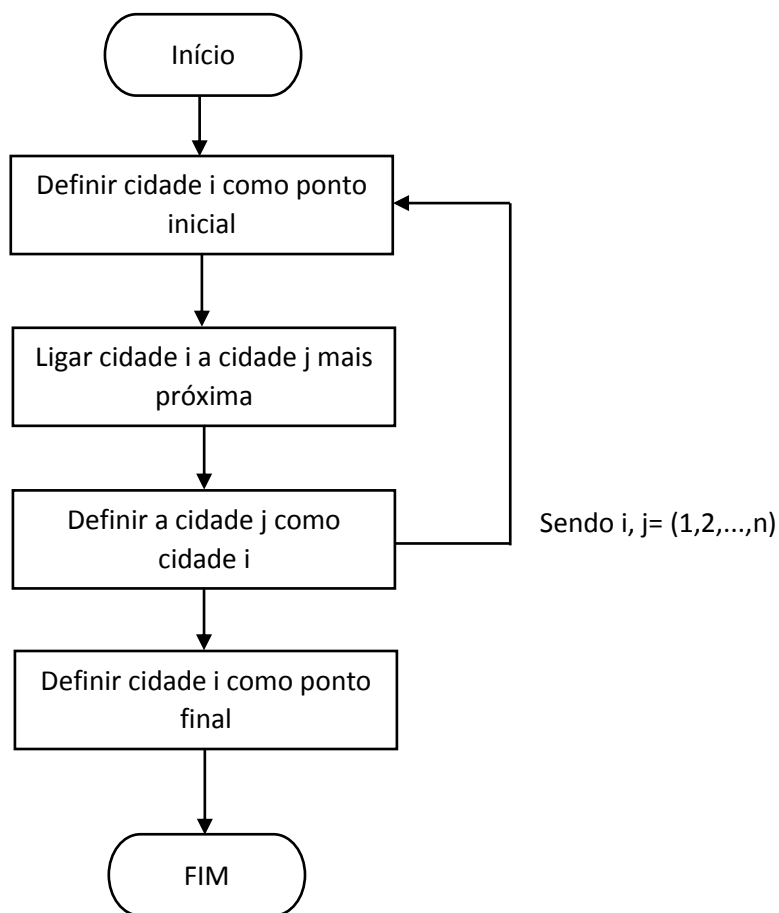 Início
Definir cidade i como ponto
inicial
Ligar cidade i a cidade j mais
próxima
Definir a cidade j como
cidade i
Sendo i, j= (1,2,...,n)
Definir cidade i como ponto
final
FIM